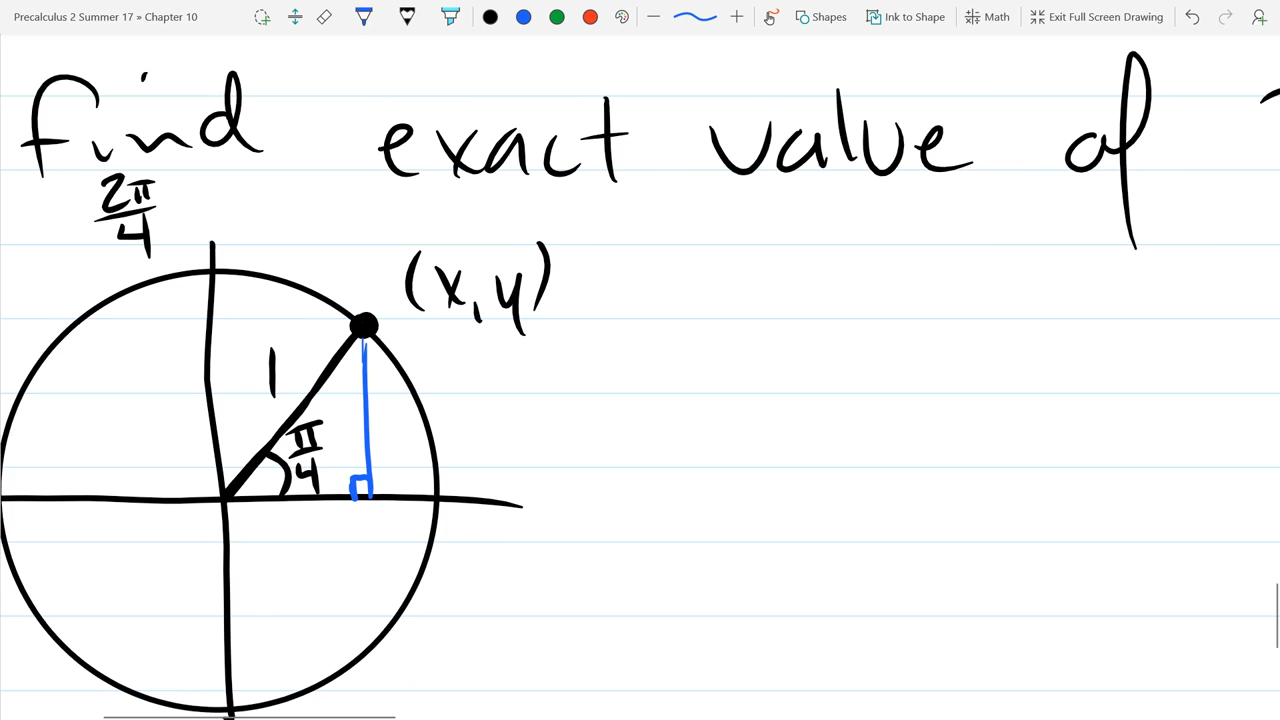 Precalculus 2 Summer 17 » Chapter 10
Shapes
Ink to Shape
Math
Exit Full Screen Drawing
find exact value of
2π
4
(x, y)
1
π
4